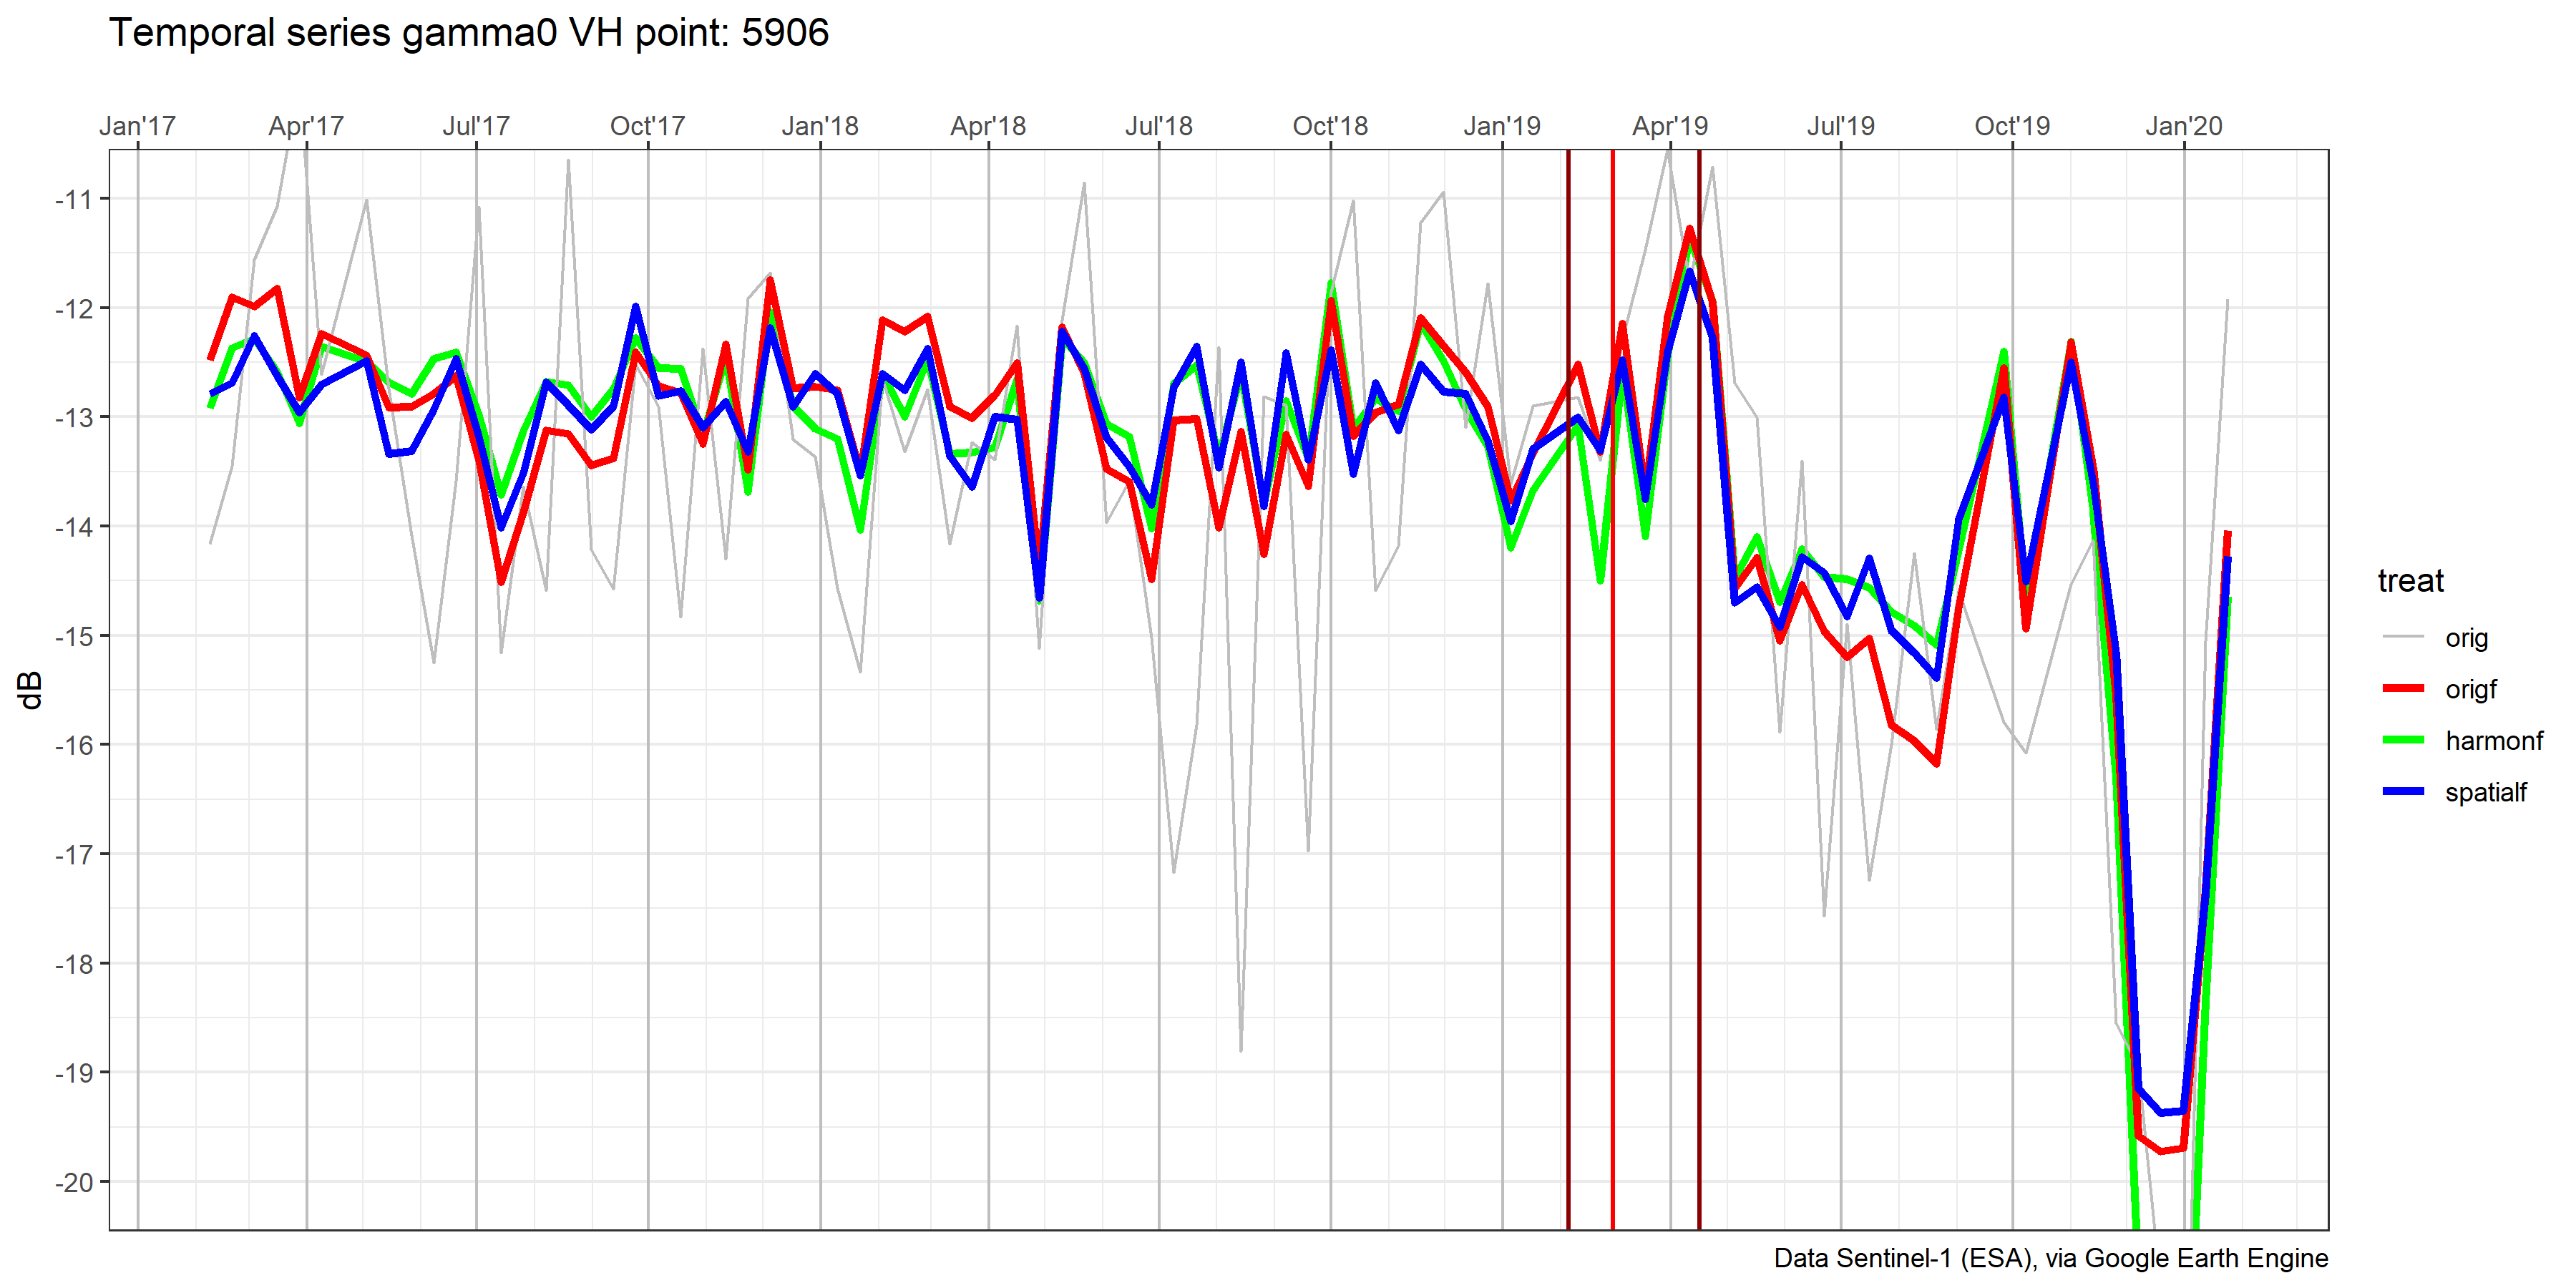 Temporal series gamma0 VH point: 5906
Jan'17 Apr'17 Jul'17 Oct'17 Jan'18 Apr'18 Jul'18 Oct'18 Jan'19 Apr'19 Jul'19 Oct'19 Jan'20
-11
-12
-13
-14
-15
-16
-17
-18
-19
-20
dB
treat
orig
origf
harmonf
spatialf
Data Sentinel-1 (ESA), via Google Earth Engine